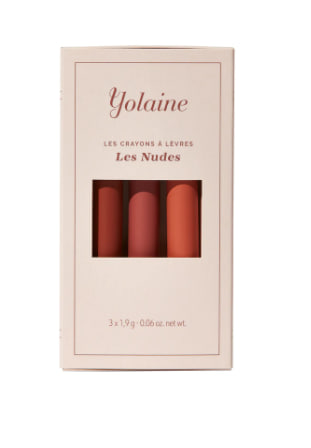 Yolaine
LES CRAYONS À LÈVRES
Les Nudes
3 x 1,9 g - 0.06 oz. net wt.